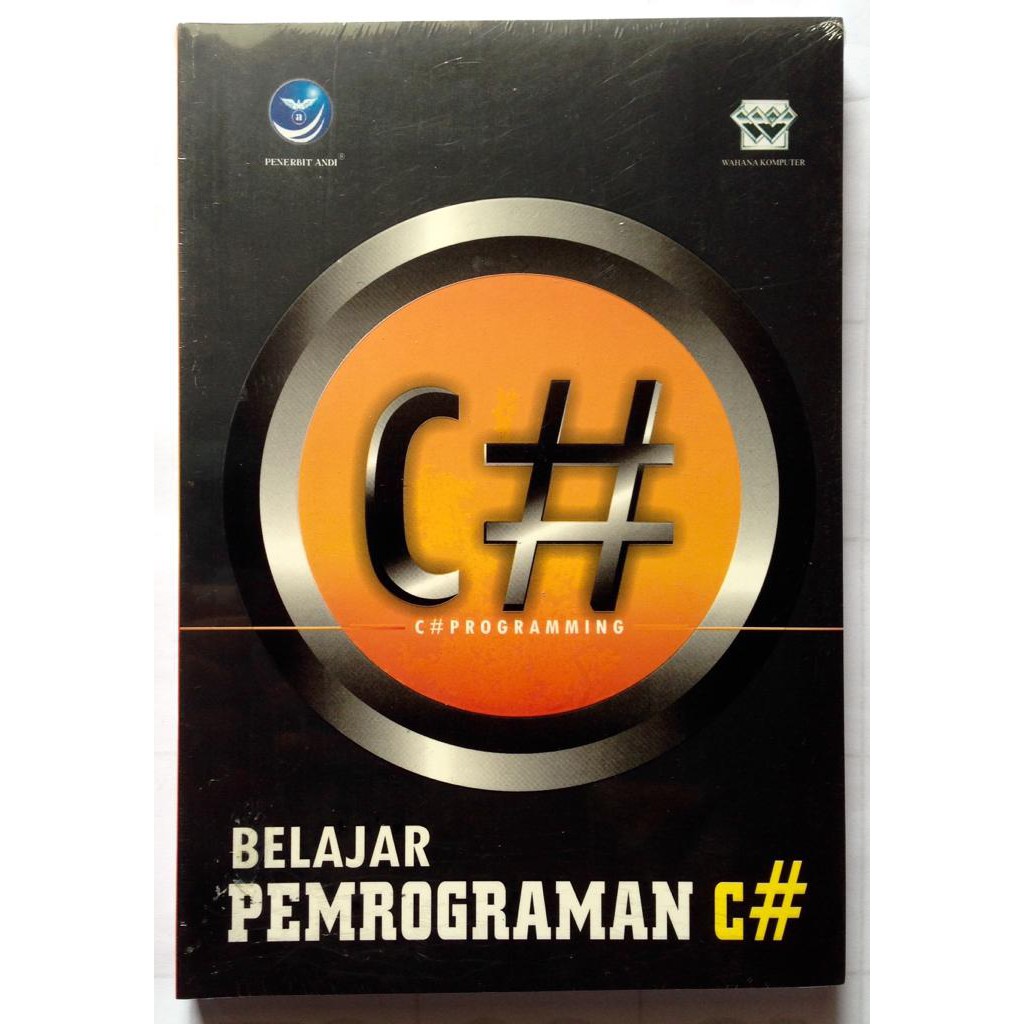 a
PENERBIT ANDI®
WAHANA KOMPUTER
C#
C#PROGRAMMING
BELAJAR
PEMROGRAMAN C#